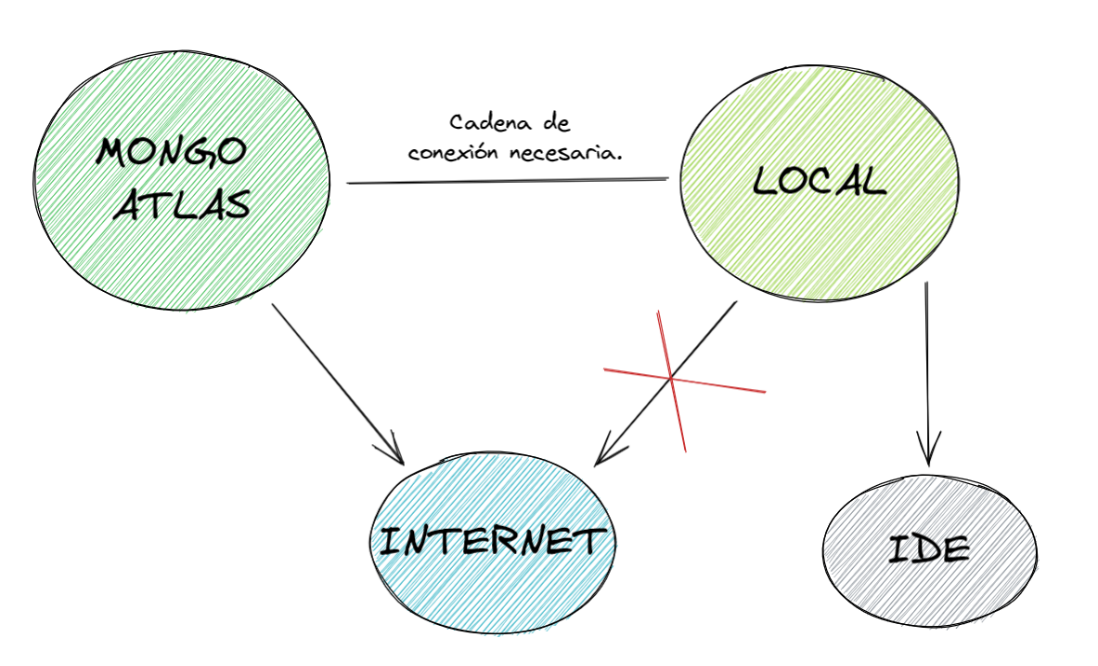 MONGO
ATLAS
Cadena de
conexión necesaria.
LOCAL
INTERNET
IDE